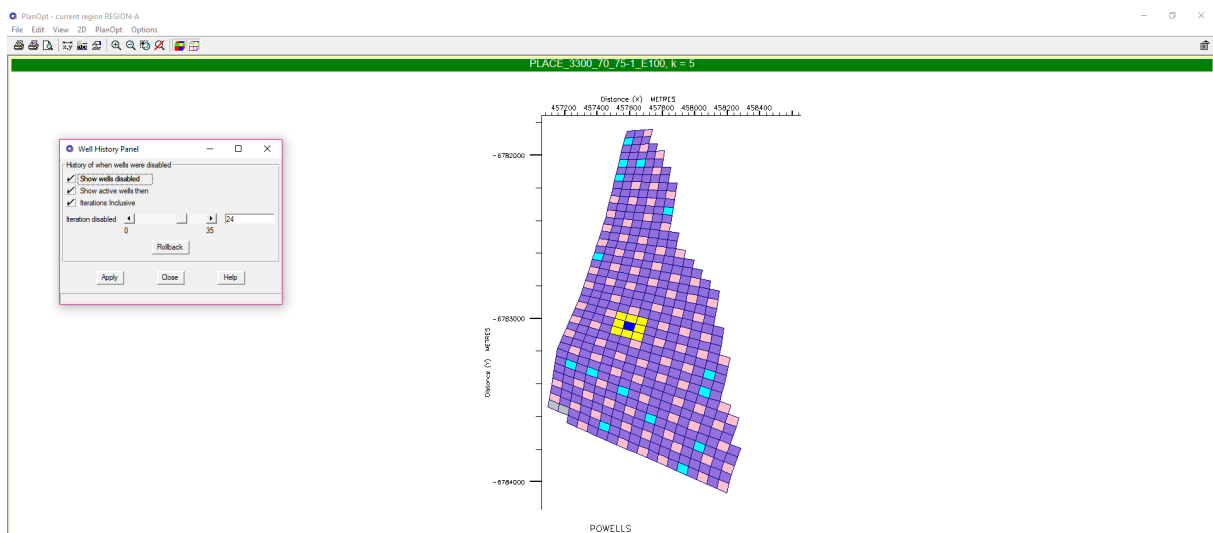 PlanOpt - current region REGION-A
File Edit View 2D PlanOpt Options
PLACE_3300_70_75-1_E100, k = 5
Well History Panel
History of when wells were disabled
Show wells disabled
Show active wells then
Iterations Inclusive
Iteration disabled 24
0 35
Rollback
Apply Close Help
Distance (X) METRES
457200 457400 457600 457800 458000 458200 458400
-6782000
-6783000
-6784000
Distance (Y) METRES
POWELLS